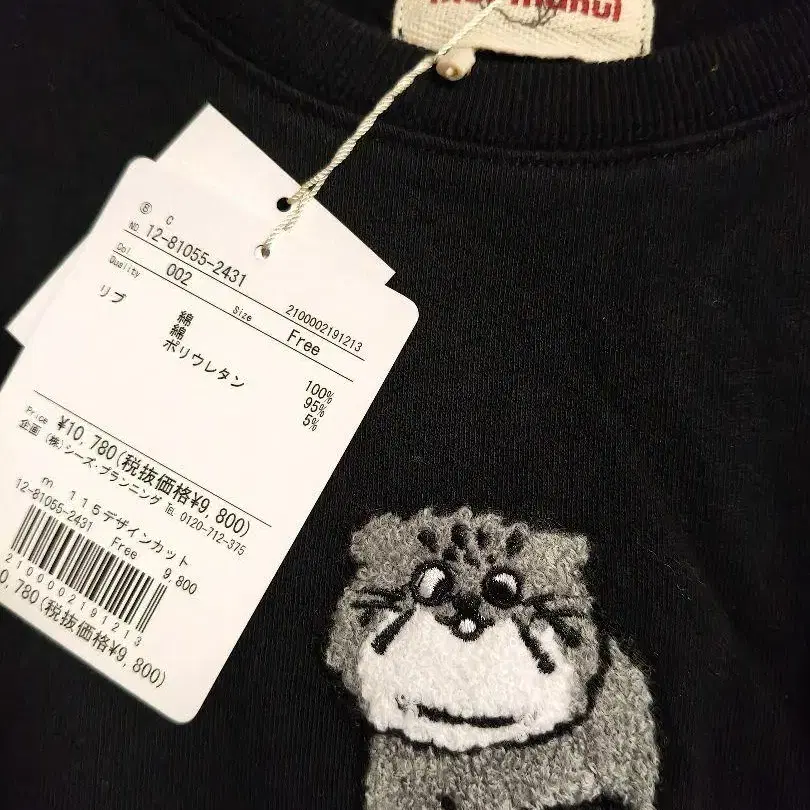 Ⓢ C
NO 12-81055-2431
Col 002 2100002191213
Quality Size Free
リブ 綿 100%
綿 95%
ポリウレタン 5%
Price ¥10,780(税抜価格¥9,800)
企画 (株)シーズ・プランニング TEL 0120-712-375
m 115デザインカット
12-81055-2431 Free 9,800
2100002191213
0,780(税抜価格¥9,800)